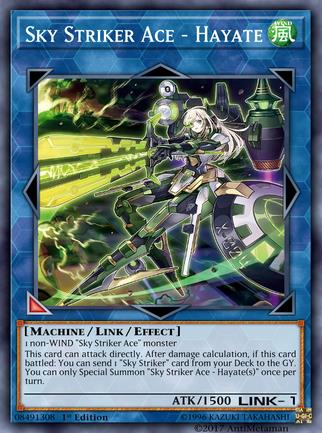 Sky Striker Ace - Hayate
WIND
風
[Machine / Link / Effect]
1 non-WIND "Sky Striker Ace" monster
This card can attack directly. After damage calculation, if this card battled: You can send 1 "Sky Striker" card from your Deck to the GY.
You can only Special Summon "Sky Striker Ace - Hayate(s)" once per turn.
ATK/1500 LINK-1
08491308 1st Edition ©1996 KAZUKI TAKAHASHI
©2017 AntiMetaman